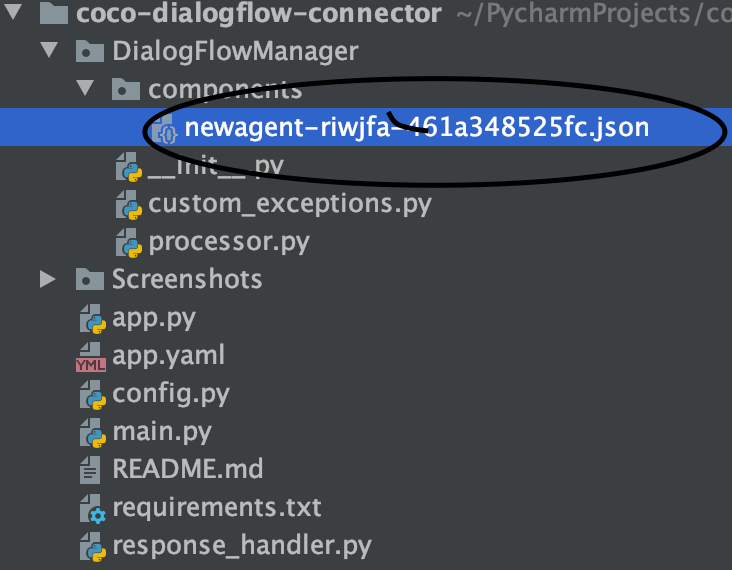 coco-dialogflow-connector ~/PycharmProjects/co
DialogFlowManager
components
newagent-riwjfa-461a348525fc.json
__init__.py
custom_exceptions.py
processor.py
Screenshots
app.py
YML app.yaml
config.py
main.py
README.md
requirements.txt
response_handler.py